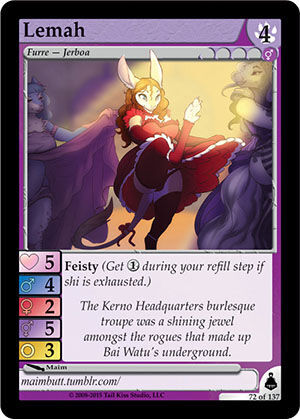 Lemah
4
Furre — Jerboa
5
4
2
5
3
Feisty (Get 1 during your refill step if
shi is exhausted.)
The Kerno Headquarters burlesque
troupe was a shining jewel
amongst the rogues that made up
Bai Watu's underground.
Maim
maimbutt.tumblr.com/
© 2008-2015 Tail Kiss Studio, LLC
72 of 137